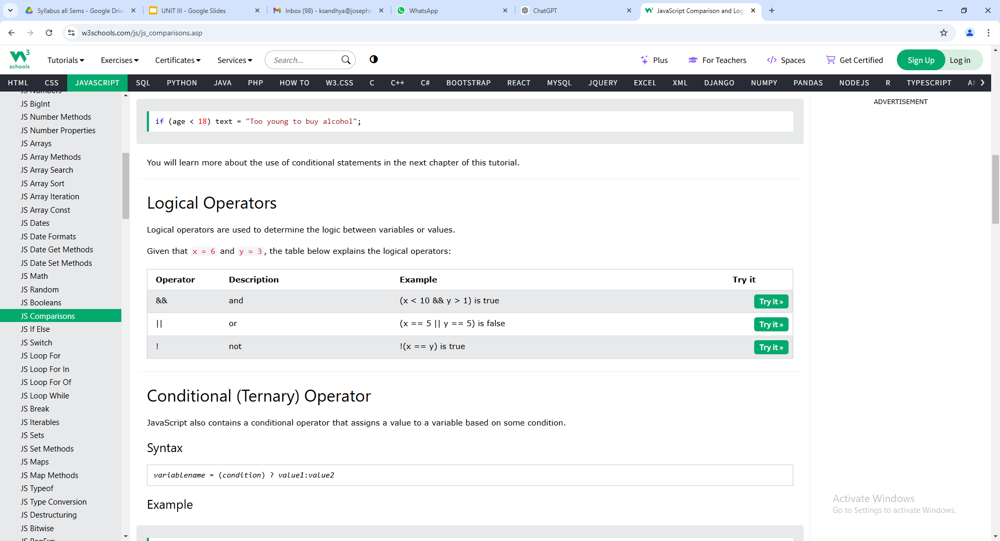 Syllabus all Sems - Google Drive
UNIT III - Google Slides
Inbox (98) - ksandhya@josephs
WhatsApp
ChatGPT
JavaScript Comparison and Log
w3schools.com/js/js_comparisons.asp
W3
schools
Tutorials
Exercises
Certificates
Services
Search...
Plus
For Teachers
Spaces
Get Certified
Sign Up
Log in
HTML CSS JAVASCRIPT SQL PYTHON JAVA PHP HOW TO W3.CSS C C++ C# BOOTSTRAP REACT MYSQL JQUERY EXCEL XML DJANGO NUMPY PANDAS NODEJS R TYPESCRIPT
JS Numbers
JS BigInt
JS Number Methods
JS Number Properties
JS Arrays
JS Array Methods
JS Array Search
JS Array Sort
JS Array Iteration
JS Array Const
JS Dates
JS Date Formats
JS Date Get Methods
JS Date Set Methods
JS Math
JS Random
JS Booleans
JS Comparisons
JS If Else
JS Switch
JS Loop For
JS Loop For In
JS Loop For Of
JS Loop While
JS Break
JS Iterables
JS Sets
JS Set Methods
JS Maps
JS Map Methods
JS Typeof
JS Type Conversion
JS Destructuring
JS Bitwise
JS RegExp
if (age < 18) text = "Too young to buy alcohol";
You will learn more about the use of conditional statements in the next chapter of this tutorial.
Logical Operators
Logical operators are used to determine the logic between variables or values.
Given that x = 6 and y = 3, the table below explains the logical operators:
Operator Description Example Try it
&& and (x < 10 && y > 1) is true Try it »
|| or (x == 5 || y == 5) is false Try it »
! not !(x == y) is true Try it »
Conditional (Ternary) Operator
JavaScript also contains a conditional operator that assigns a value to a variable based on some condition.
Syntax
variablename = (condition) ? value1:value2
Example
ADVERTISEMENT
Activate Windows
Go to Settings to activate Windows.